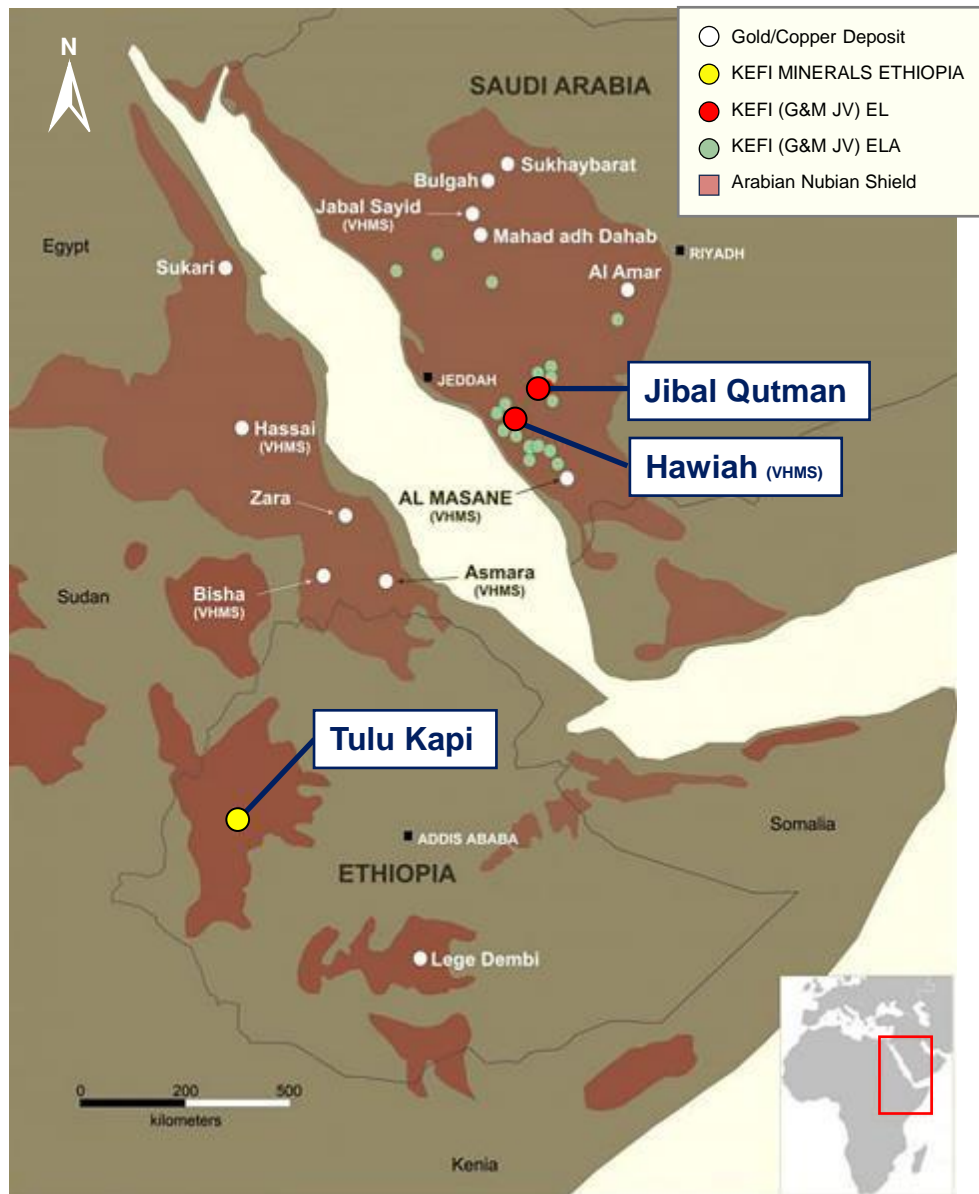 Gold/Copper Deposit
KEFI MINERALS ETHIOPIA
KEFI (G&M JV) EL
KEFI (G&M JV) ELA
Arabian Nubian Shield
N
SAUDI ARABIA
Sukhaybarat
Bulgah
Jabal Sayid
(VHMS)
Mahad adh Dahab
Egypt
RIYADH
Sukari
Al Amar
JEDDAH
Jibal Qutman
Hassai
(VHMS)
Hawiah (VHMS)
Zara
AL MASANE
(VHMS)
Asmara
(VHMS)
Bisha
(VHMS)
Sudan
Tulu Kapi
Somalia
ADDIS ABABA
ETHIOPIA
Lege Dembi
0 200 500
kilometers
Kenia